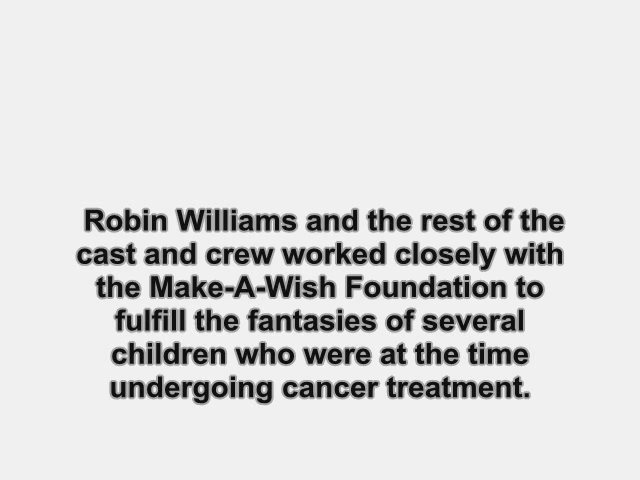 Robin Williams and the rest of the
cast and crew worked closely with
the Make-A-Wish Foundation to
fulfill the fantasies of several
children who were at the time
undergoing cancer treatment.